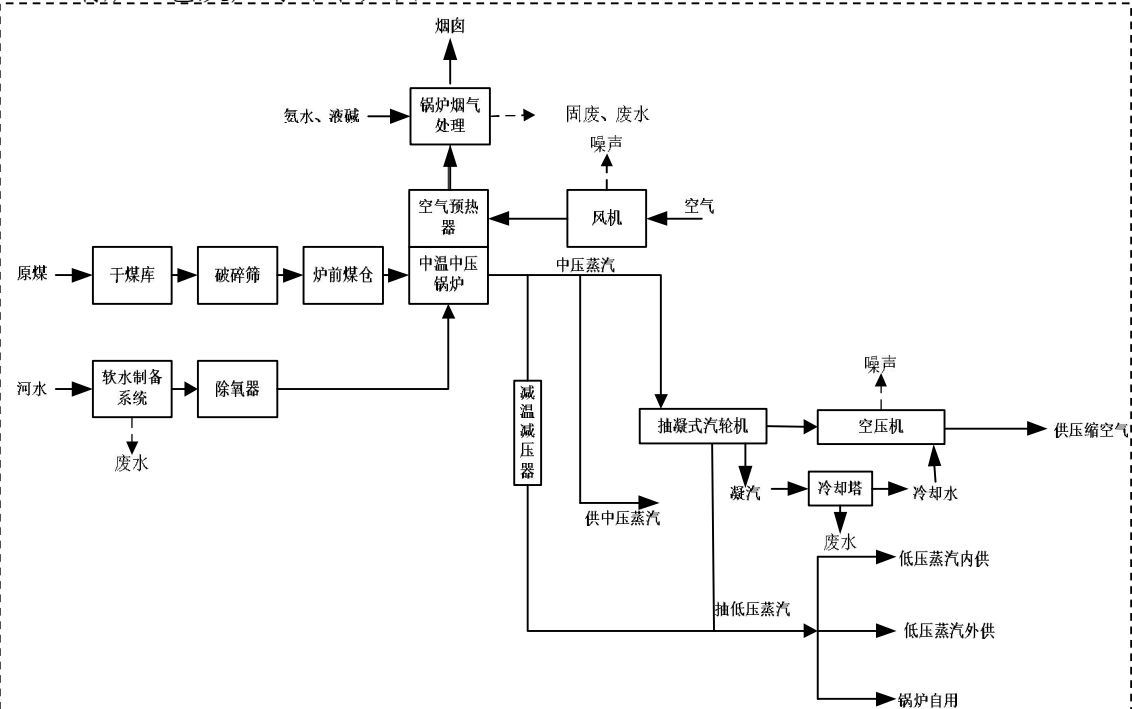 烟囱
氨水、液碱
锅炉烟气
处理
固废、废水
噪声
空气预热
器
风机
空气
原煤
干煤库
破碎筛
炉前煤仓
中温中压
锅炉
中压蒸汽
河水
软水制备
系统
除氧器
废水
减
温
减
压
器
抽凝式汽轮机
噪声
空压机
供压缩空气
凝汽
冷却塔
冷却水
废水
供中压蒸汽
低压蒸汽内供
抽低压蒸汽
低压蒸汽外供
锅炉自用